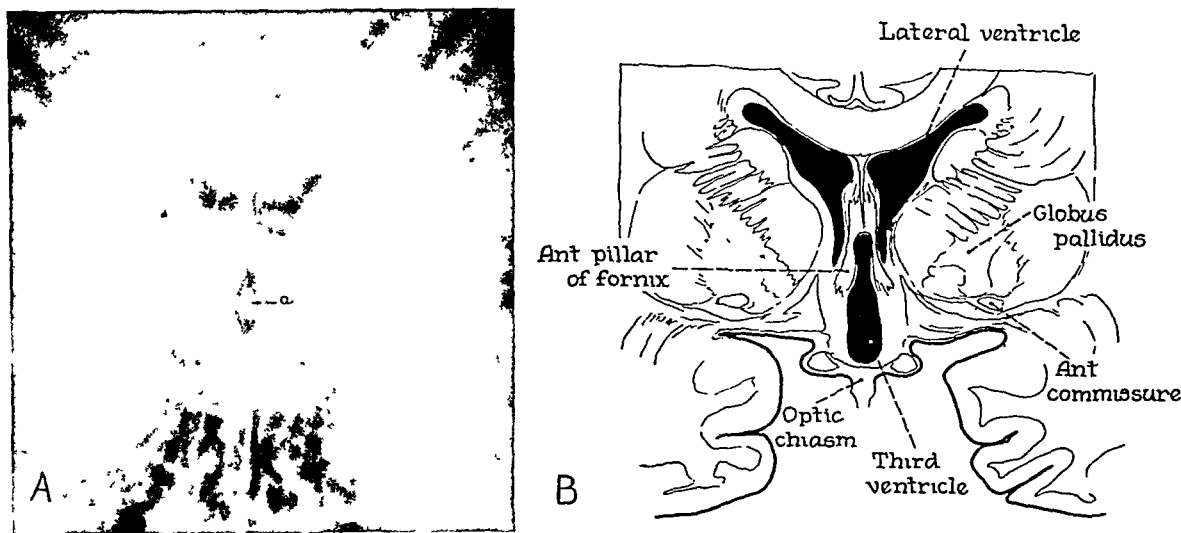 A
a
B
Lateral ventricle
Globus
pallidus
Ant pillar
of fornix
Ant
commissure
Optic
chiasm
Third
ventricle